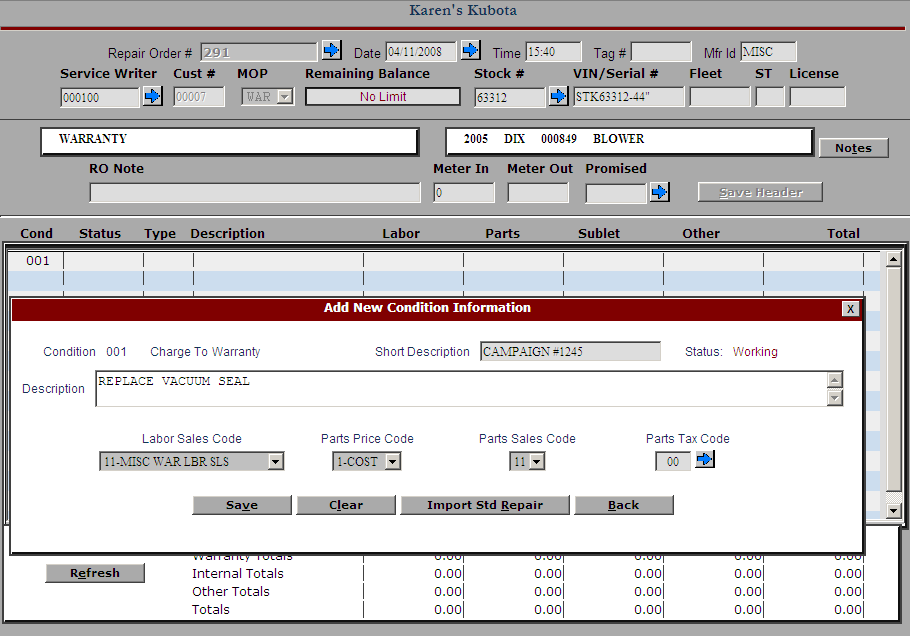 Karen's Kubota
Repair Order # 291 Date 04/11/2008 Time 15:40 Tag # Mfr Id MISC
Service Writer Cust # MOP Remaining Balance Stock # VIN/Serial # Fleet ST License
000100 00007 WAR No Limit 63312 STK63312-44"
WARRANTY 2005 DIX 000849 BLOWER Notes
RO Note Meter In Meter Out Promised
0 Save Header
Cond Status Type Description Labor Parts Sublet Other Total
001
Add New Condition Information X
Condition 001 Charge To Warranty Short Description CAMPAIGN #1245 Status: Working
Description REPLACE VACUUM SEAL
Labor Sales Code Parts Price Code Parts Sales Code Parts Tax Code
11-MISC WAR LBR SLS 1-COST 11 00
Save Clear Import Std Repair Back
Warranty Totals 0.00 0.00 0.00 0.00 0.00
Refresh Internal Totals 0.00 0.00 0.00 0.00 0.00
Other Totals 0.00 0.00 0.00 0.00 0.00
Totals 0.00 0.00 0.00 0.00 0.00